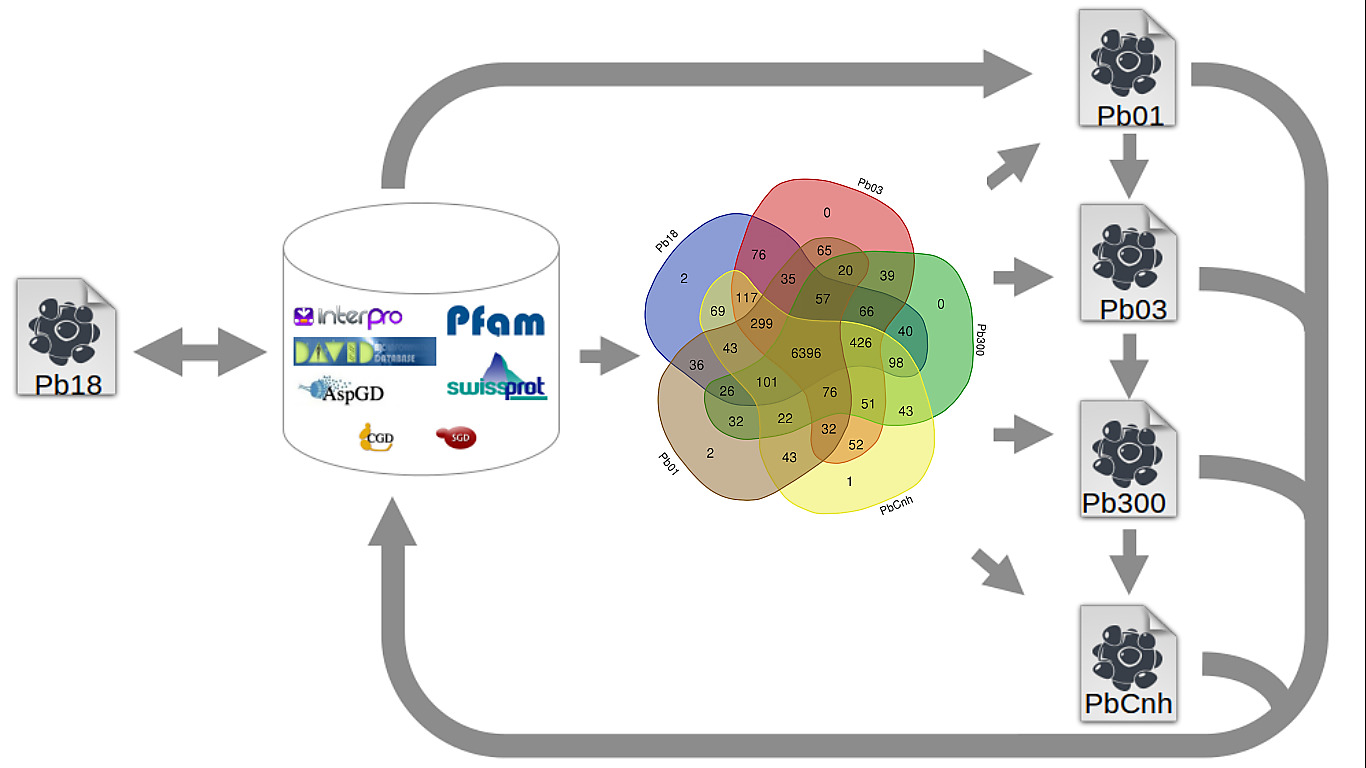 Pb01
Pb03
0
Pb18
76
65
2
35
20
39
117
57
0
69
66
299
40
Pb300
43
6396
426
98
36
26
101
76
51
43
32
22
32
52
2
43
1
Pb01
PbCnh
interpro
Pfam
DAVID
DATABASE
AspGD
swissprot
CGD
SGD
Pb18
Pb03
Pb300
PbCnh